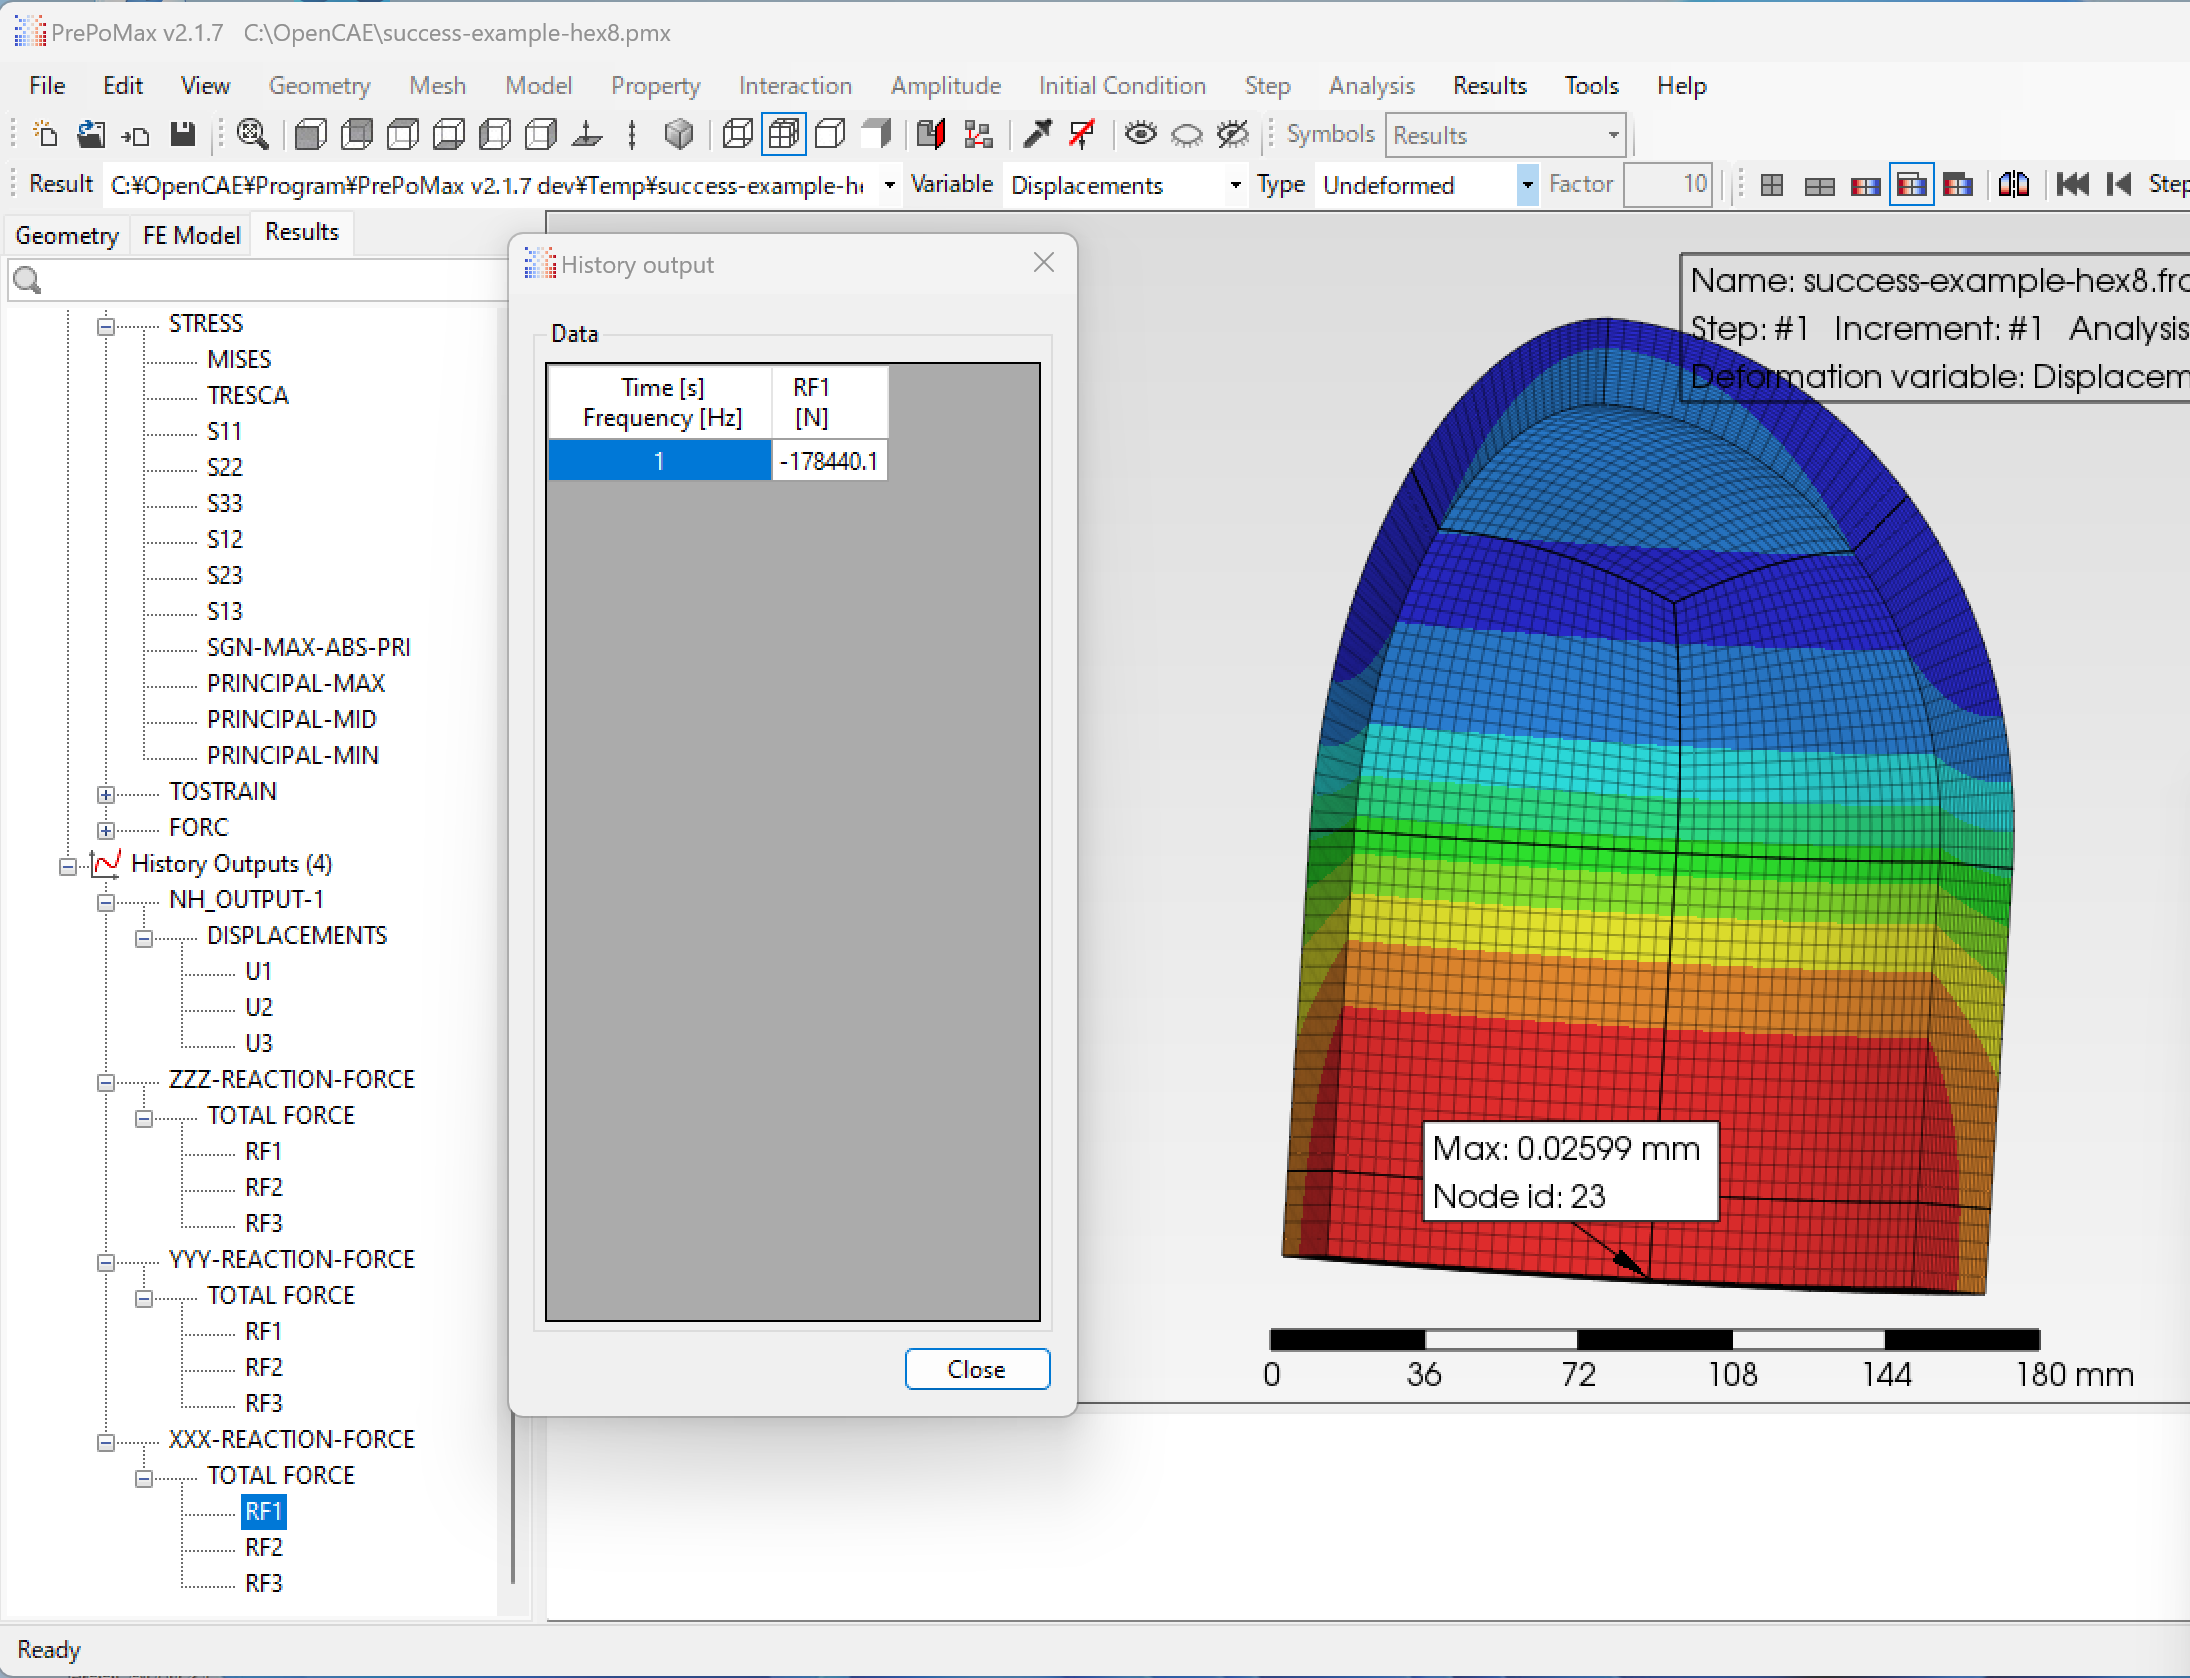 PrePoMax v2.1.7 C:\OpenCAE\success-example-hex8.pmx
File Edit View Geometry Mesh Model Property Interaction Amplitude Initial Condition Step Analysis Results Tools Help
Symbols Results
Result C:¥OpenCAE¥Program¥PrePoMax v2.1.7 dev¥Temp¥success-example-he Variable Displacements Type Undeformed Factor 10 Step
Geometry FE Model Results
STRESS
MISES
TRESCA
S11
S22
S33
S12
S23
S13
SGN-MAX-ABS-PRI
PRINCIPAL-MAX
PRINCIPAL-MID
PRINCIPAL-MIN
TOSTRAIN
FORC
History Outputs (4)
NH_OUTPUT-1
DISPLACEMENTS
U1
U2
U3
ZZZ-REACTION-FORCE
TOTAL FORCE
RF1
RF2
RF3
YYY-REACTION-FORCE
TOTAL FORCE
RF1
RF2
RF3
XXX-REACTION-FORCE
TOTAL FORCE
RF1
RF2
RF3
History output
Data
Time [s] RF1
Frequency [Hz] [N]
1 -178440.1
Close
Name: success-example-hex8.frd
Step: #1 Increment: #1 Analysis
Deformation variable: Displacem
Max: 0.02599 mm
Node id: 23
0 36 72 108 144 180 mm
Ready